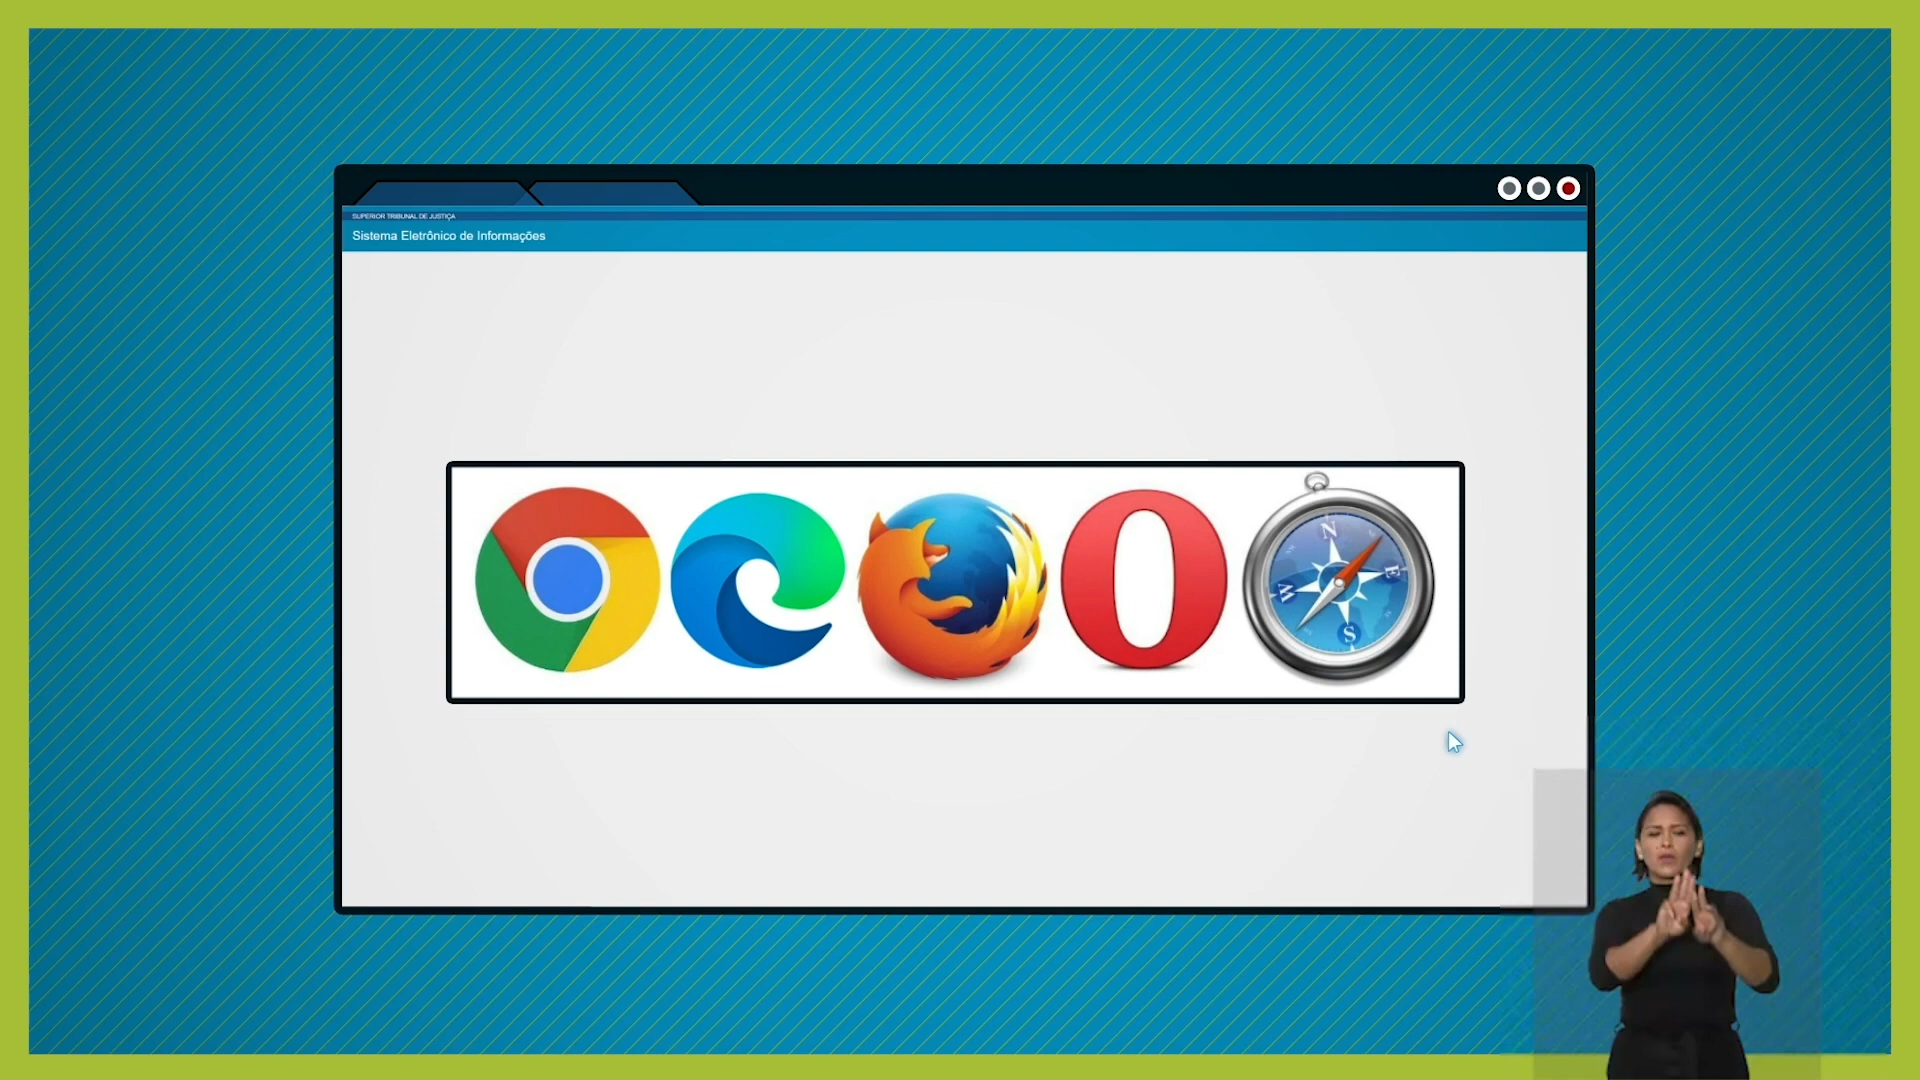 SUPERIOR TRIBUNAL DE JUSTIÇA
Sistema Eletrônico de Informações
N
E
S
W